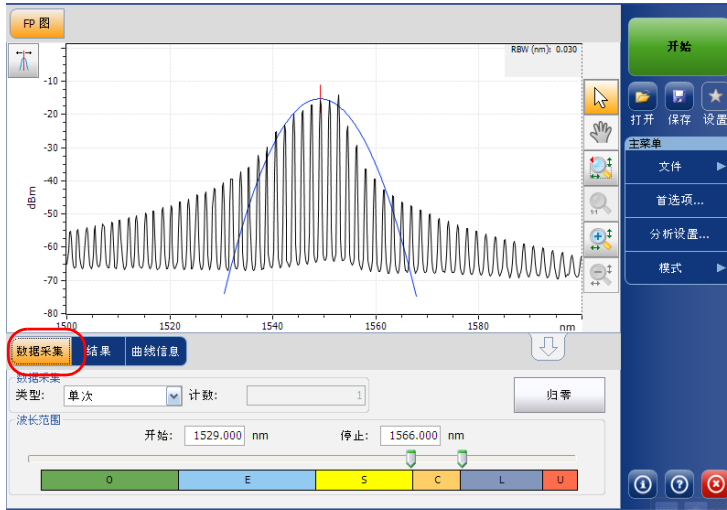 FP 图
RBW (nm): 0.030
dBm
-10
-20
-30
-40
-50
-60
-70
-80
1500 1520 1540 1560 1580 nm
1:1
数据采集 结果 曲线信息
数据采集
类型: 单次 计数: 1 归零
波长范围
开始: 1529.000 nm 停止: 1566.000 nm
O E S C L U
开始
打开 保存 设置
主菜单
文件
首选项...
分析设置...
模式